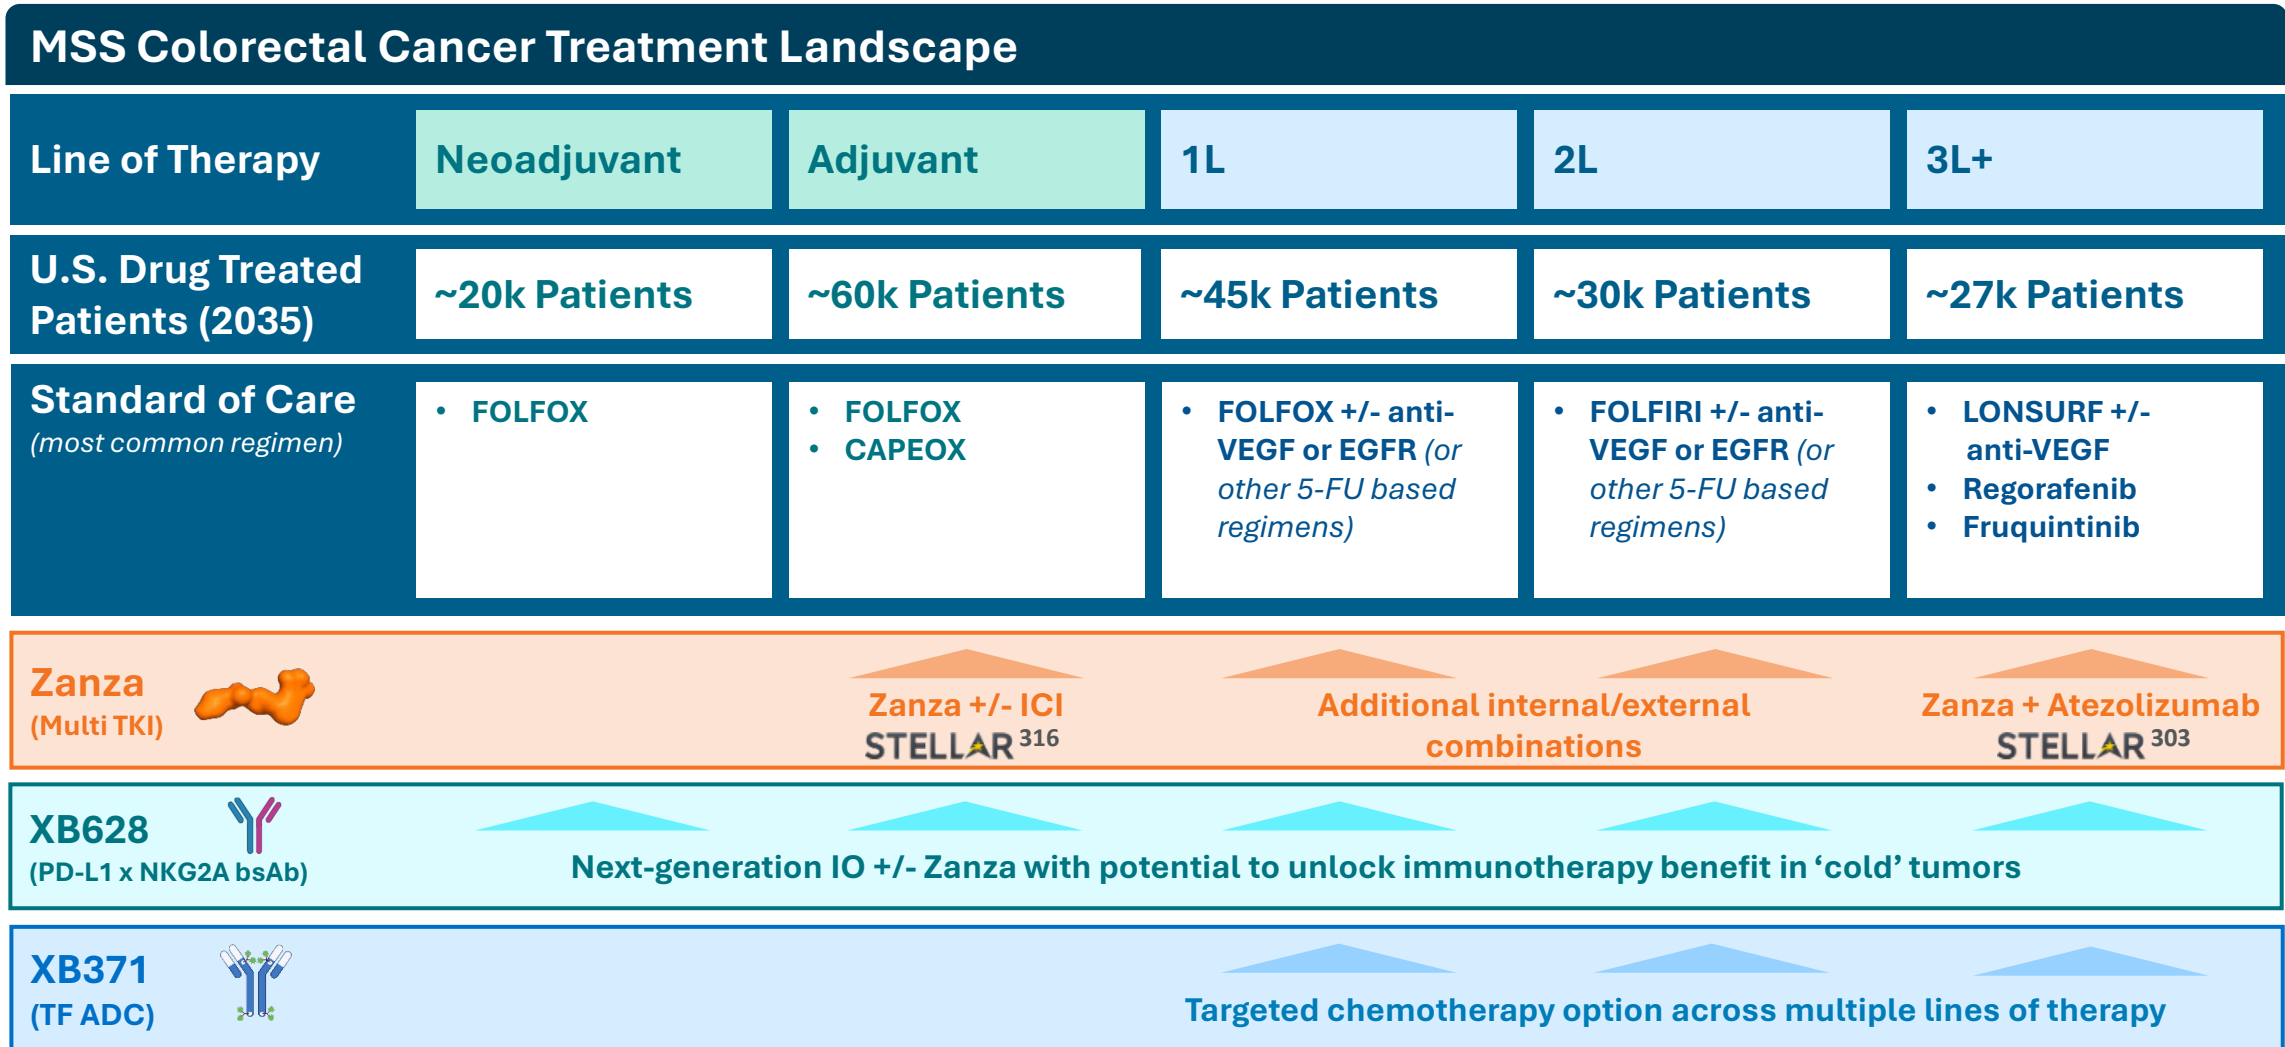 MSS Colorectal Cancer Treatment Landscape
Line of Therapy
Neoadjuvant
Adjuvant
1L
2L
3L+
U.S. Drug Treated
Patients (2035)
~20k Patients
~60k Patients
~45k Patients
~30k Patients
~27k Patients
Standard of Care
(most common regimen)
• FOLFOX
• FOLFOX
• CAPEOX
• FOLFOX +/- anti-
VEGF or EGFR (or
other 5-FU based
regimens)
• FOLFIRI +/- anti-
VEGF or EGFR (or
other 5-FU based
regimens)
• LONSURF +/-
anti-VEGF
• Regorafenib
• Fruquintinib
Zanza
(Multi TKI)
Zanza +/- ICI
STELLAR 316
Additional internal/external
combinations
Zanza + Atezolizumab
STELLAR 303
XB628
(PD-L1 x NKG2A bsAb)
Next-generation IO +/- Zanza with potential to unlock immunotherapy benefit in ‘cold’ tumors
XB371
(TF ADC)
Targeted chemotherapy option across multiple lines of therapy